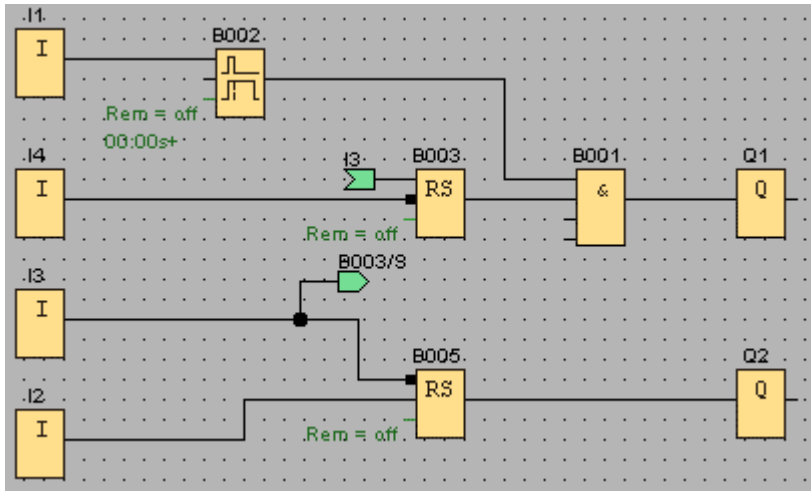 I1
I
B002
Rem = off
00:00s+
I4
I
I3
B003
RS
Rem = off
B001
&
Q1
Q
B003/S
I3
I
B005
RS
Rem = off
Q2
Q
I2
I